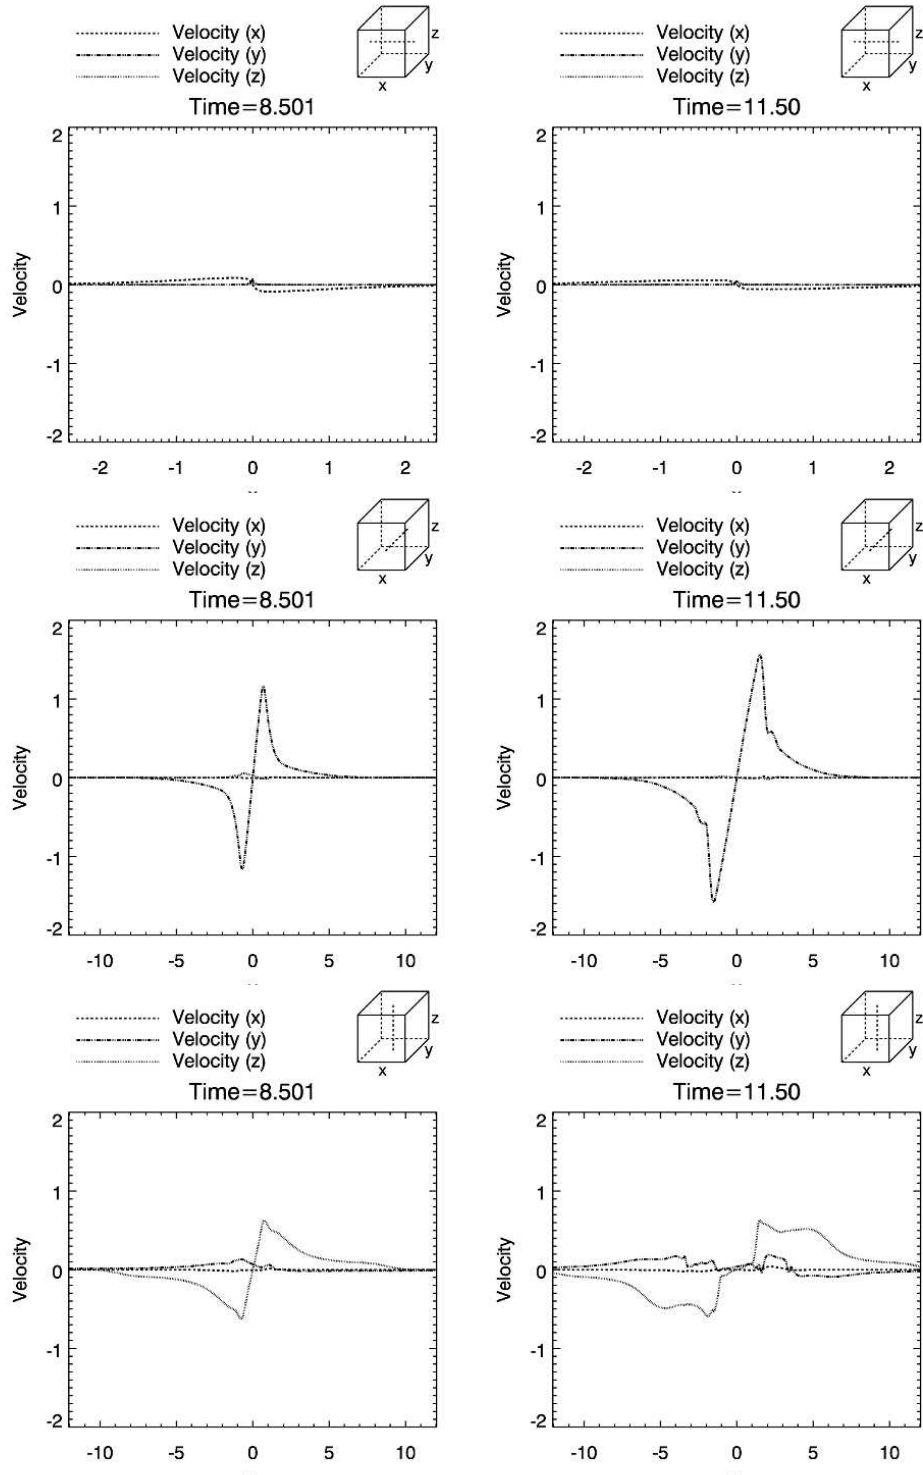 Velocity (x)
Velocity (y)
Velocity (z)
z
y
x
Time=8.501
2
1
0
-1
-2
Velocity
-2 -1 0 1 2
Velocity (x)
Velocity (y)
Velocity (z)
z
y
x
Time=11.50
2
1
0
-1
-2
Velocity
-2 -1 0 1 2
Velocity (x)
Velocity (y)
Velocity (z)
z
y
x
Time=8.501
2
1
0
-1
-2
Velocity
-10 -5 0 5 10
Velocity (x)
Velocity (y)
Velocity (z)
z
y
x
Time=11.50
2
1
0
-1
-2
Velocity
-10 -5 0 5 10
Velocity (x)
Velocity (y)
Velocity (z)
z
y
x
Time=8.501
2
1
0
-1
-2
Velocity
-10 -5 0 5 10
Velocity (x)
Velocity (y)
Velocity (z)
z
y
x
Time=11.50
2
1
0
-1
-2
Velocity
-10 -5 0 5 10